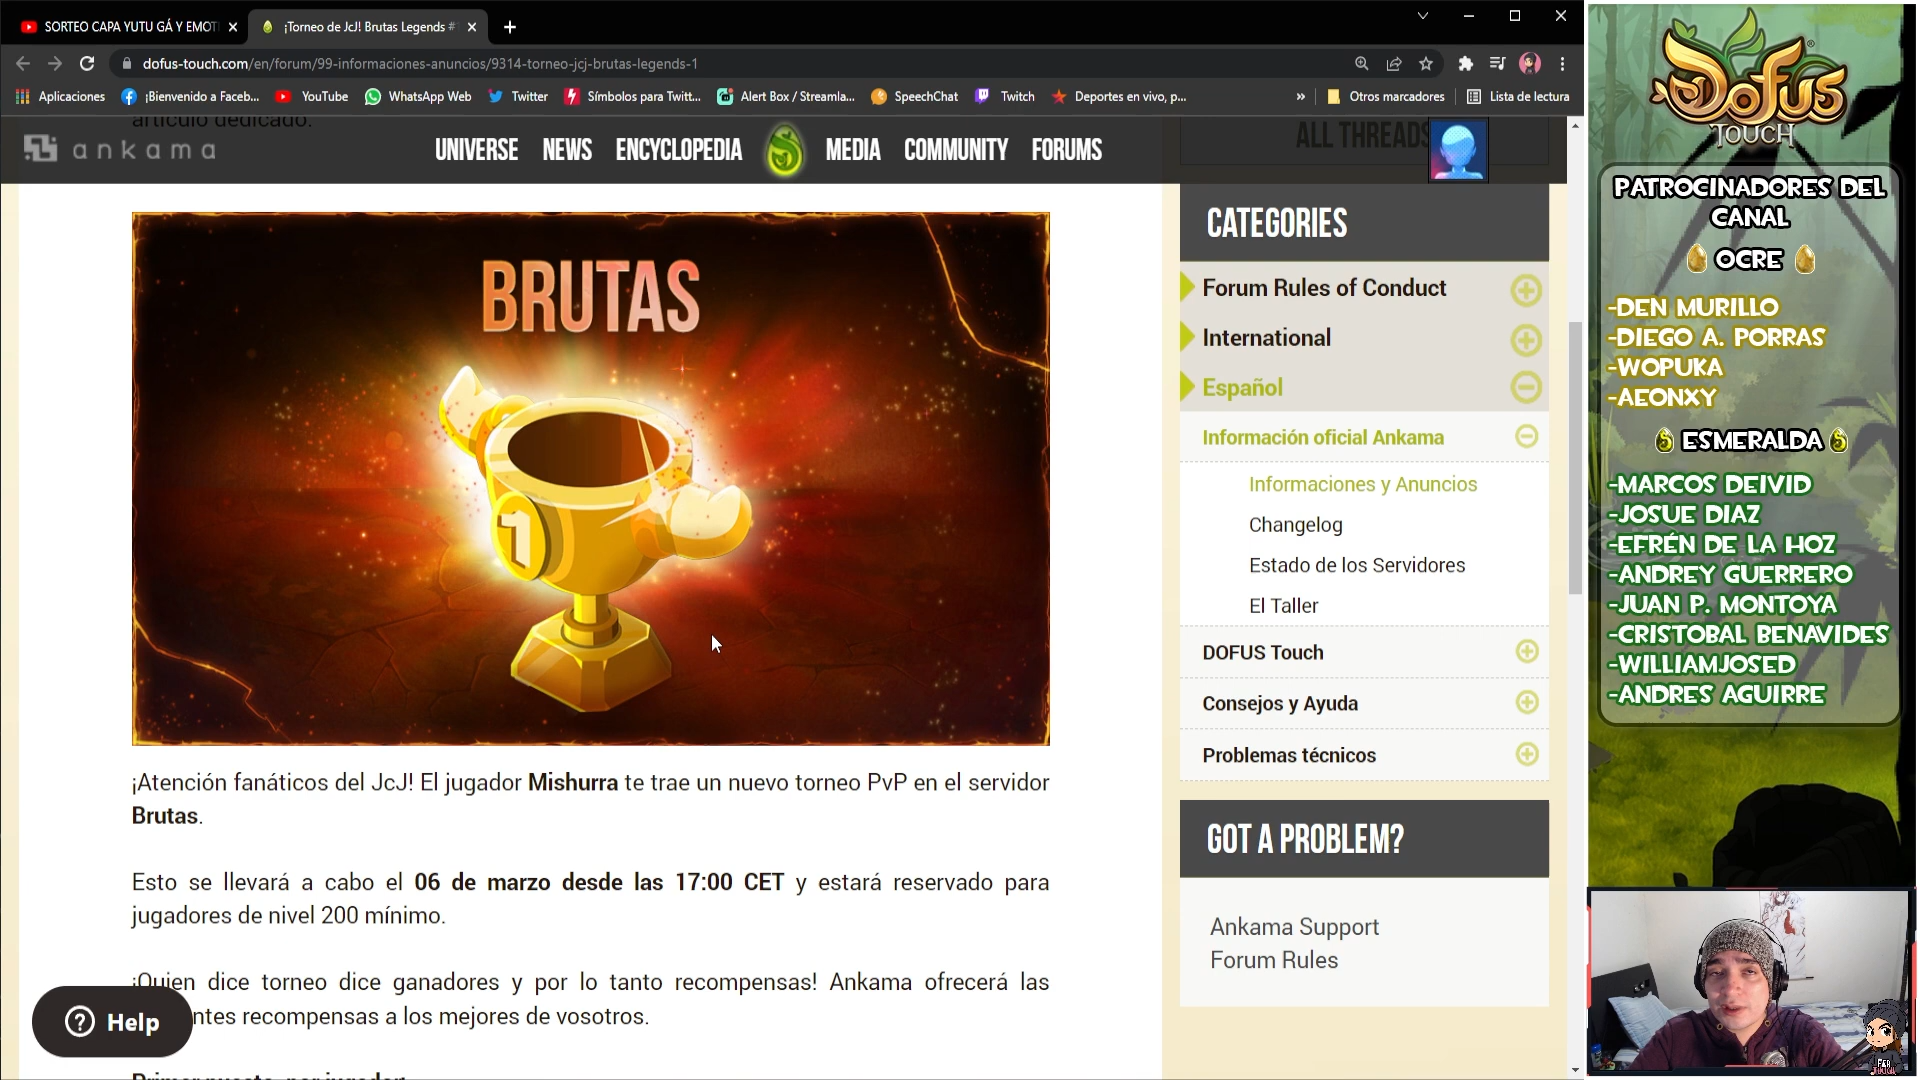 SORTEO CAPA YUTU GÁ Y EMOT
¡Torneo de JcJ! Brutas Legends #
dofus-touch.com/en/forum/99-informaciones-anuncios/9314-torneo-jcj-brutas-legends-1
Aplicaciones
¡Bienvenido a Faceb...
YouTube
WhatsApp Web
Twitter
Símbolos para Twitt...
Alert Box / Streamla...
SpeechChat
Twitch
Deportes en vivo, p...
»
Otros marcadores
Lista de lectura
artículo dedicado.
ankama
UNIVERSE
NEWS
ENCYCLOPEDIA
MEDIA
COMMUNITY
FORUMS
ALL THREADS
BRUTAS
1
¡Atención fanáticos del JcJ! El jugador Mishurra te trae un nuevo torneo PvP en el servidor
Brutas.
Esto se llevará a cabo el 06 de marzo desde las 17:00 CET y estará reservado para
jugadores de nivel 200 mínimo.
¡Quien dice torneo dice ganadores y por lo tanto recompensas! Ankama ofrecerá las
ntes recompensas a los mejores de vosotros.
Primer puesto, por jugador:
Help
CATEGORIES
Forum Rules of Conduct
International
Español
Información oficial Ankama
Informaciones y Anuncios
Changelog
Estado de los Servidores
El Taller
DOFUS Touch
Consejos y Ayuda
Problemas técnicos
GOT A PROBLEM?
Ankama Support
Forum Rules
DOFUS
TOUCH
PATROCINADORES DEL
CANAL
OCRE
-DEN MURILLO
-DIEGO A. PORRAS
-WOPUKA
-AEONXY
ESMERALDA
-MARCOS DEIVID
-JOSUE DIAZ
-EFRÉN DE LA HOZ
-ANDREY GUERRERO
-JUAN P. MONTOYA
-CRISTOBAL BENAVIDES
-WILLIAMJOSED
-ANDRES AGUIRRE